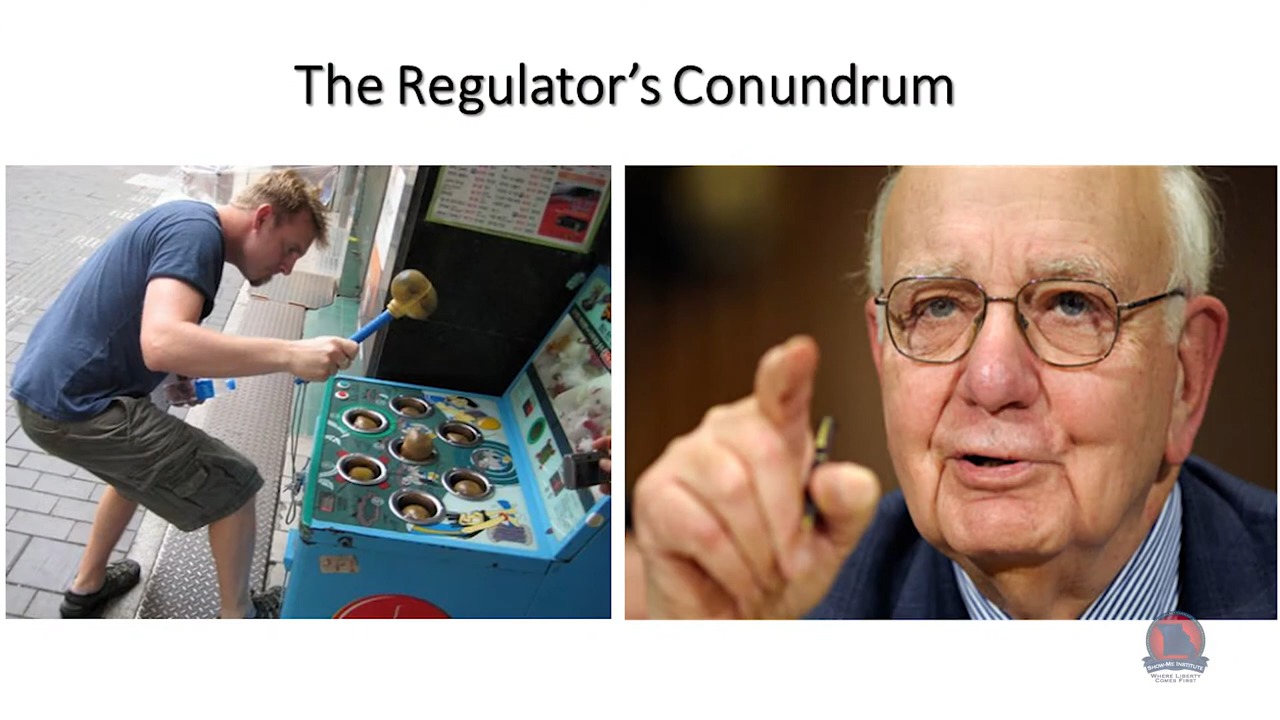 The Regulator's Conundrum
SHOW-ME INSTITUTE
WHERE LIBERTY
COMES FIRST